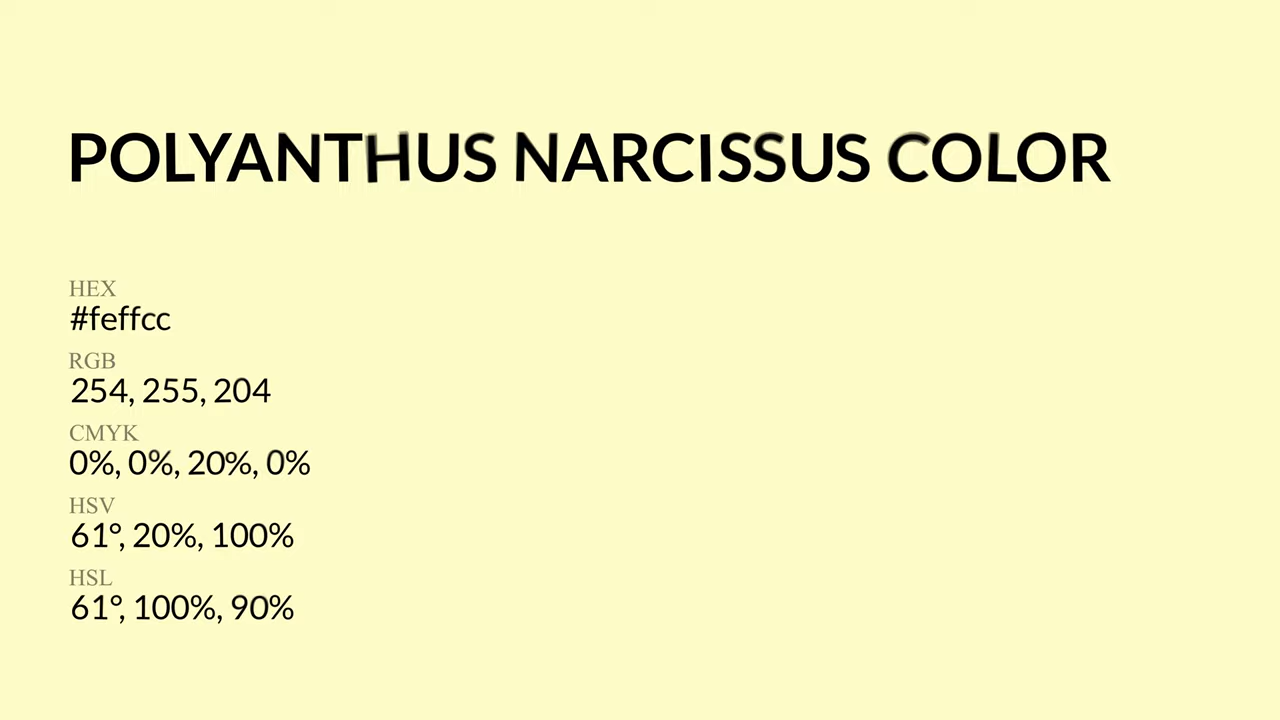 POLYANTHUS NARCISSUS COLOR
HEX
#feffcc
RGB
254, 255, 204
CMYK
0%, 0%, 20%, 0%
HSV
61°, 20%, 100%
HSL
61°, 100%, 90%